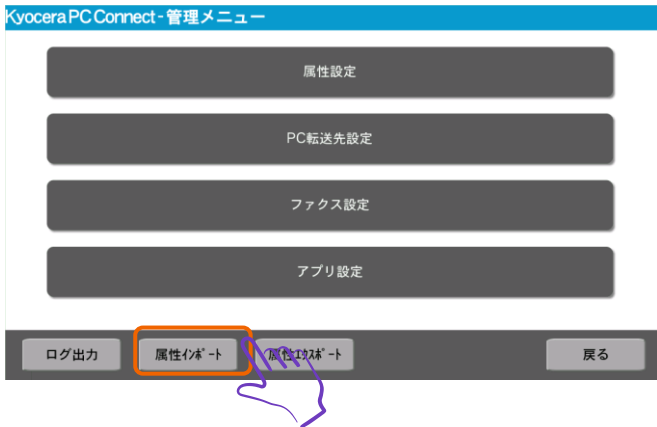 Kyocera PC Connect - 管理メニュー
属性設定
PC転送先設定
ファクス設定
アプリ設定
ログ出力 属性ｲﾝﾎﾟｰﾄ 属性ｴｸｽﾎﾟｰﾄ 戻る